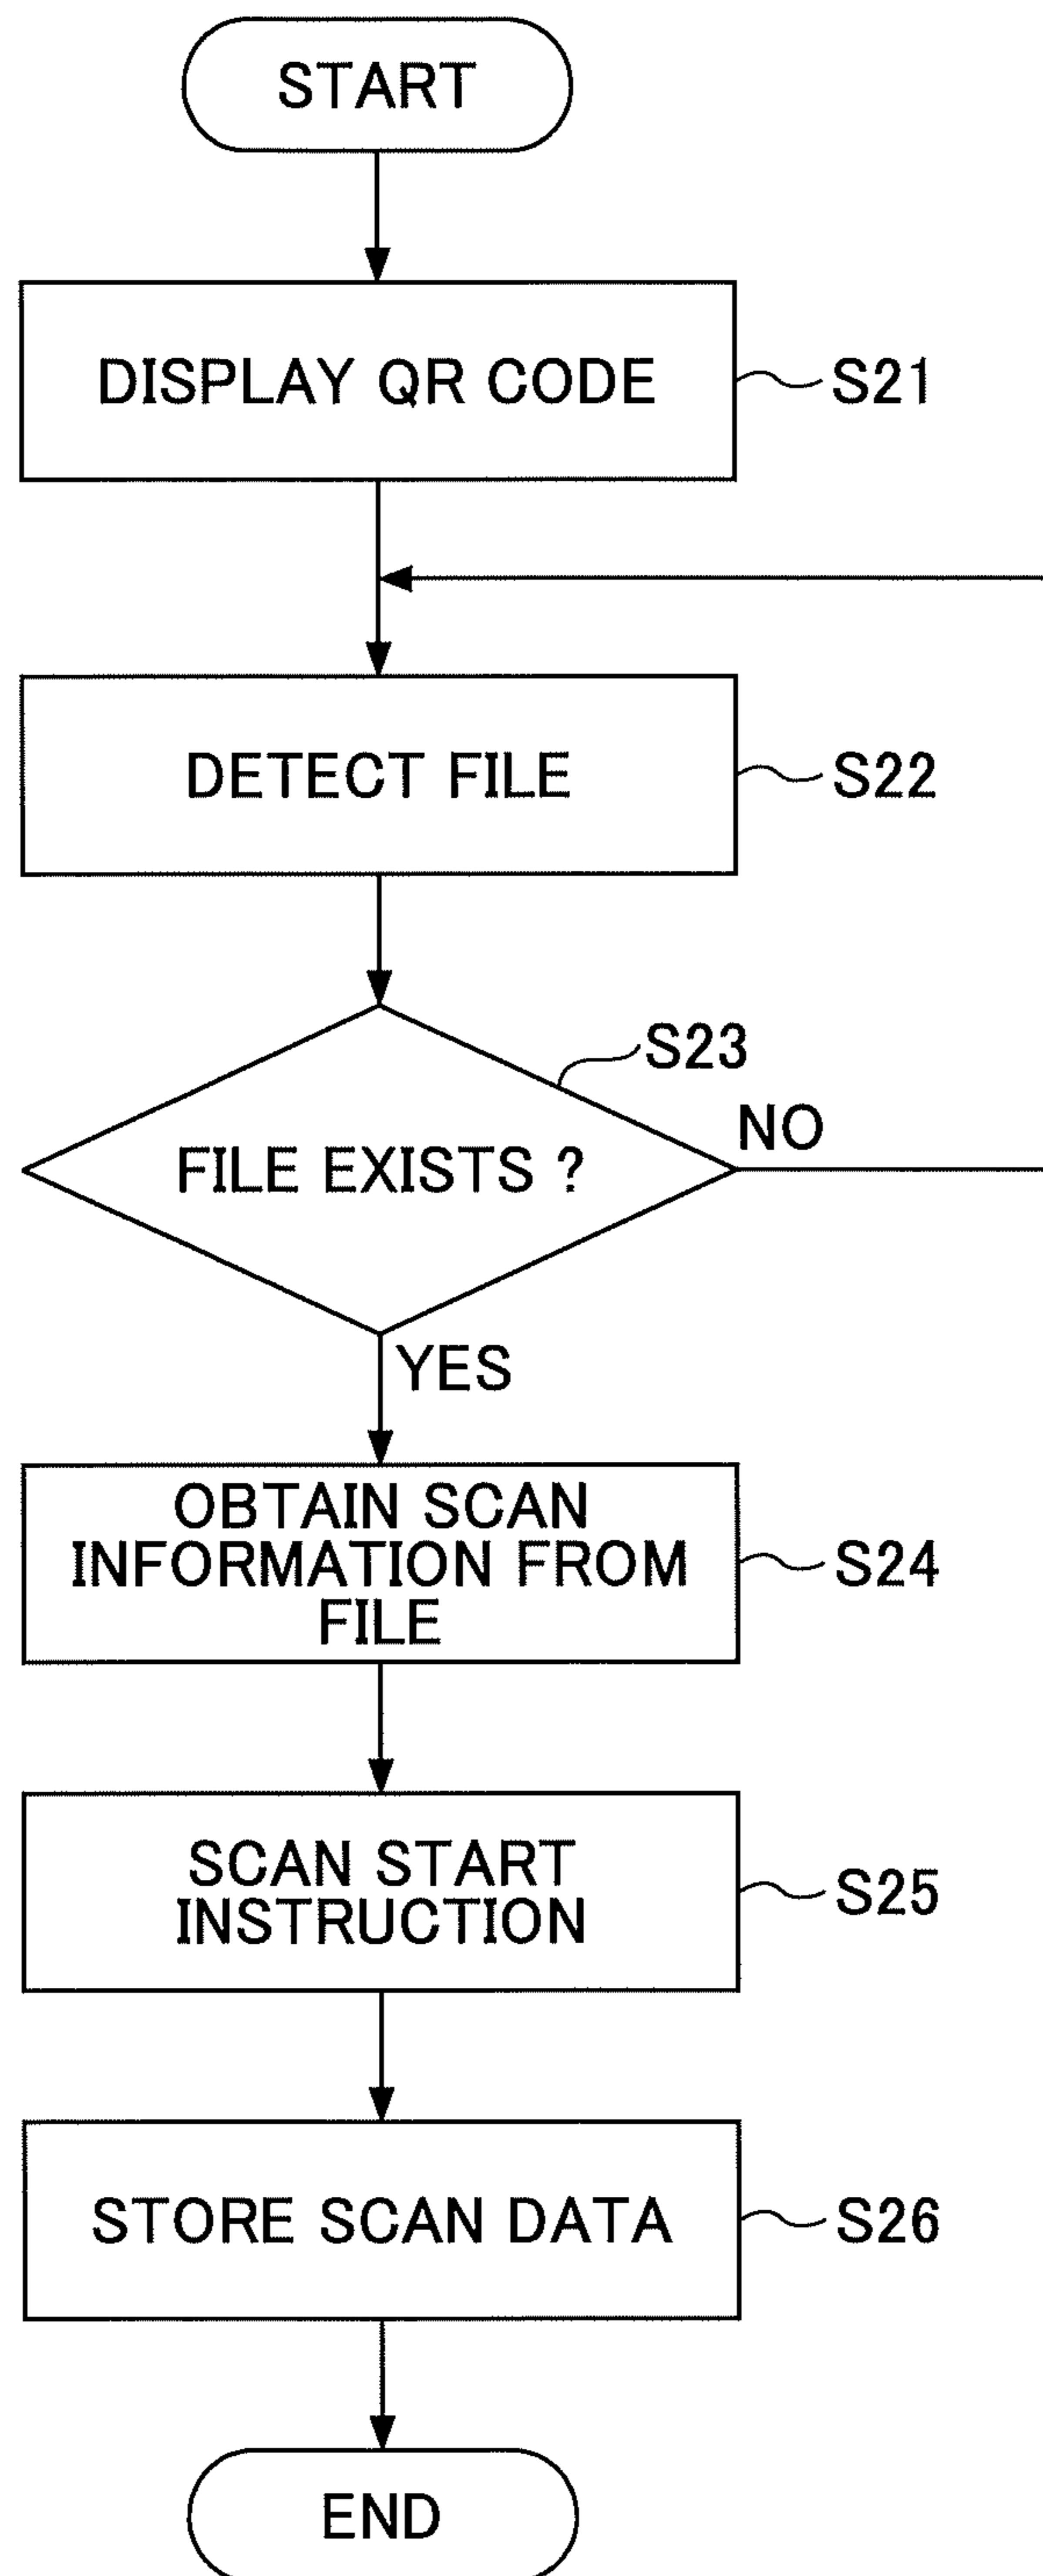 START
DISPLAY QR CODE
S21
DETECT FILE
S22
S23
NO
FILE EXISTS ?
YES
OBTAIN SCAN
INFORMATION FROM
FILE
S24
SCAN START
INSTRUCTION
S25
STORE SCAN DATA
S26
END